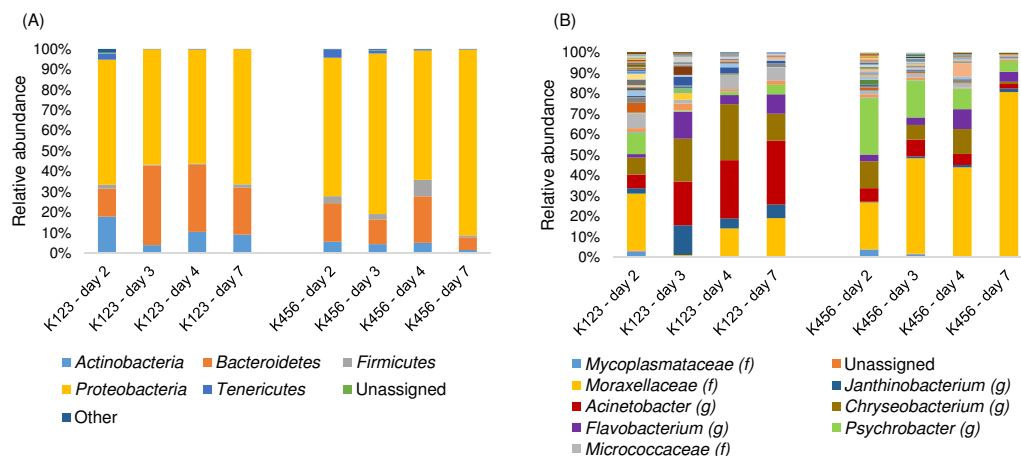 (A)
Relative abundance
100%
90%
80%
70%
60%
50%
40%
30%
20%
10%
0%
K123 - day 2
K123 - day 3
K123 - day 4
K123 - day 7
K456 - day 2
K456 - day 3
K456 - day 4
K456 - day 7
Actinobacteria
Bacteroidetes
Firmicutes
Proteobacteria
Tenericutes
Unassigned
Other
(B)
Relative abundance
100%
90%
80%
70%
60%
50%
40%
30%
20%
10%
0%
K123 - day 2
K123 - day 3
K123 - day 4
K123 - day 7
K456 - day 2
K456 - day 3
K456 - day 4
K456 - day 7
Mycoplasmataceae (f)
Unassigned
Moraxellaceae (f)
Janthinobacterium (g)
Acinetobacter (g)
Chryseobacterium (g)
Flavobacterium (g)
Psychrobacter (g)
Micrococcaceae (f)